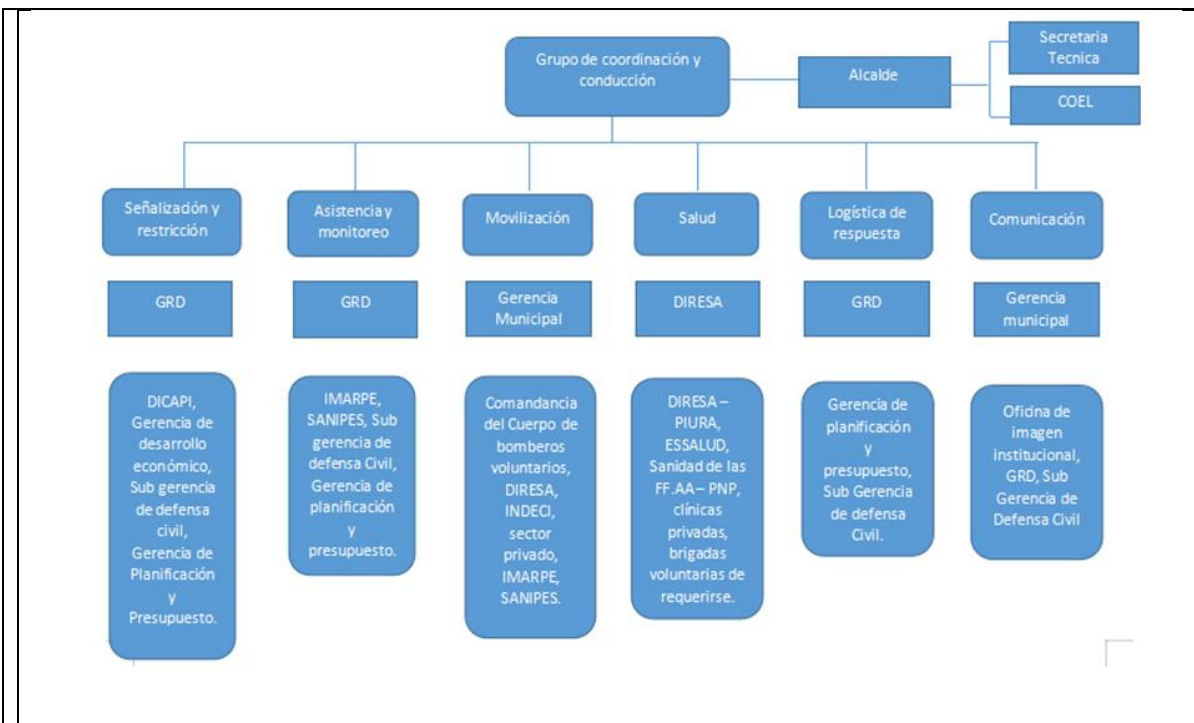 Grupo de coordinación y
conducción
Alcalde
Secretaria
Tecnica
COEL
Señalización y
restricción
Asistencia y
monitoreo
Movilización
Salud
Logística de
respuesta
Comunicación
GRD
GRD
Gerencia
Municipal
DIRESA
GRD
Gerencia
municipal
DICAPI,
Gerencia de
desarrollo
económico,
Sub gerencia
de defensa
civil,
Gerencia de
Planificación
y
Presupuesto.
IMARPE,
SANIPES, Sub
gerencia de
defensa Civil,
Gerencia de
planificación
y
presupuesto.
Comandancia
del Cuerpo de
bomberos
voluntarios,
DIRESA,
INDECI,
sector
privado,
IMARPE,
SANIPES.
DIRESA –
PIURA,
ESSALUD,
Sanidad de las
FF.AA – PNP,
clínicas
privadas,
brigadas
voluntarias de
requerirse.
Gerencia de
planificación
y
presupuesto,
Sub Gerencia
de defensa
Civil.
Oficina de
imagen
institucional,
GRD, Sub
Gerencia de
Defensa Civil